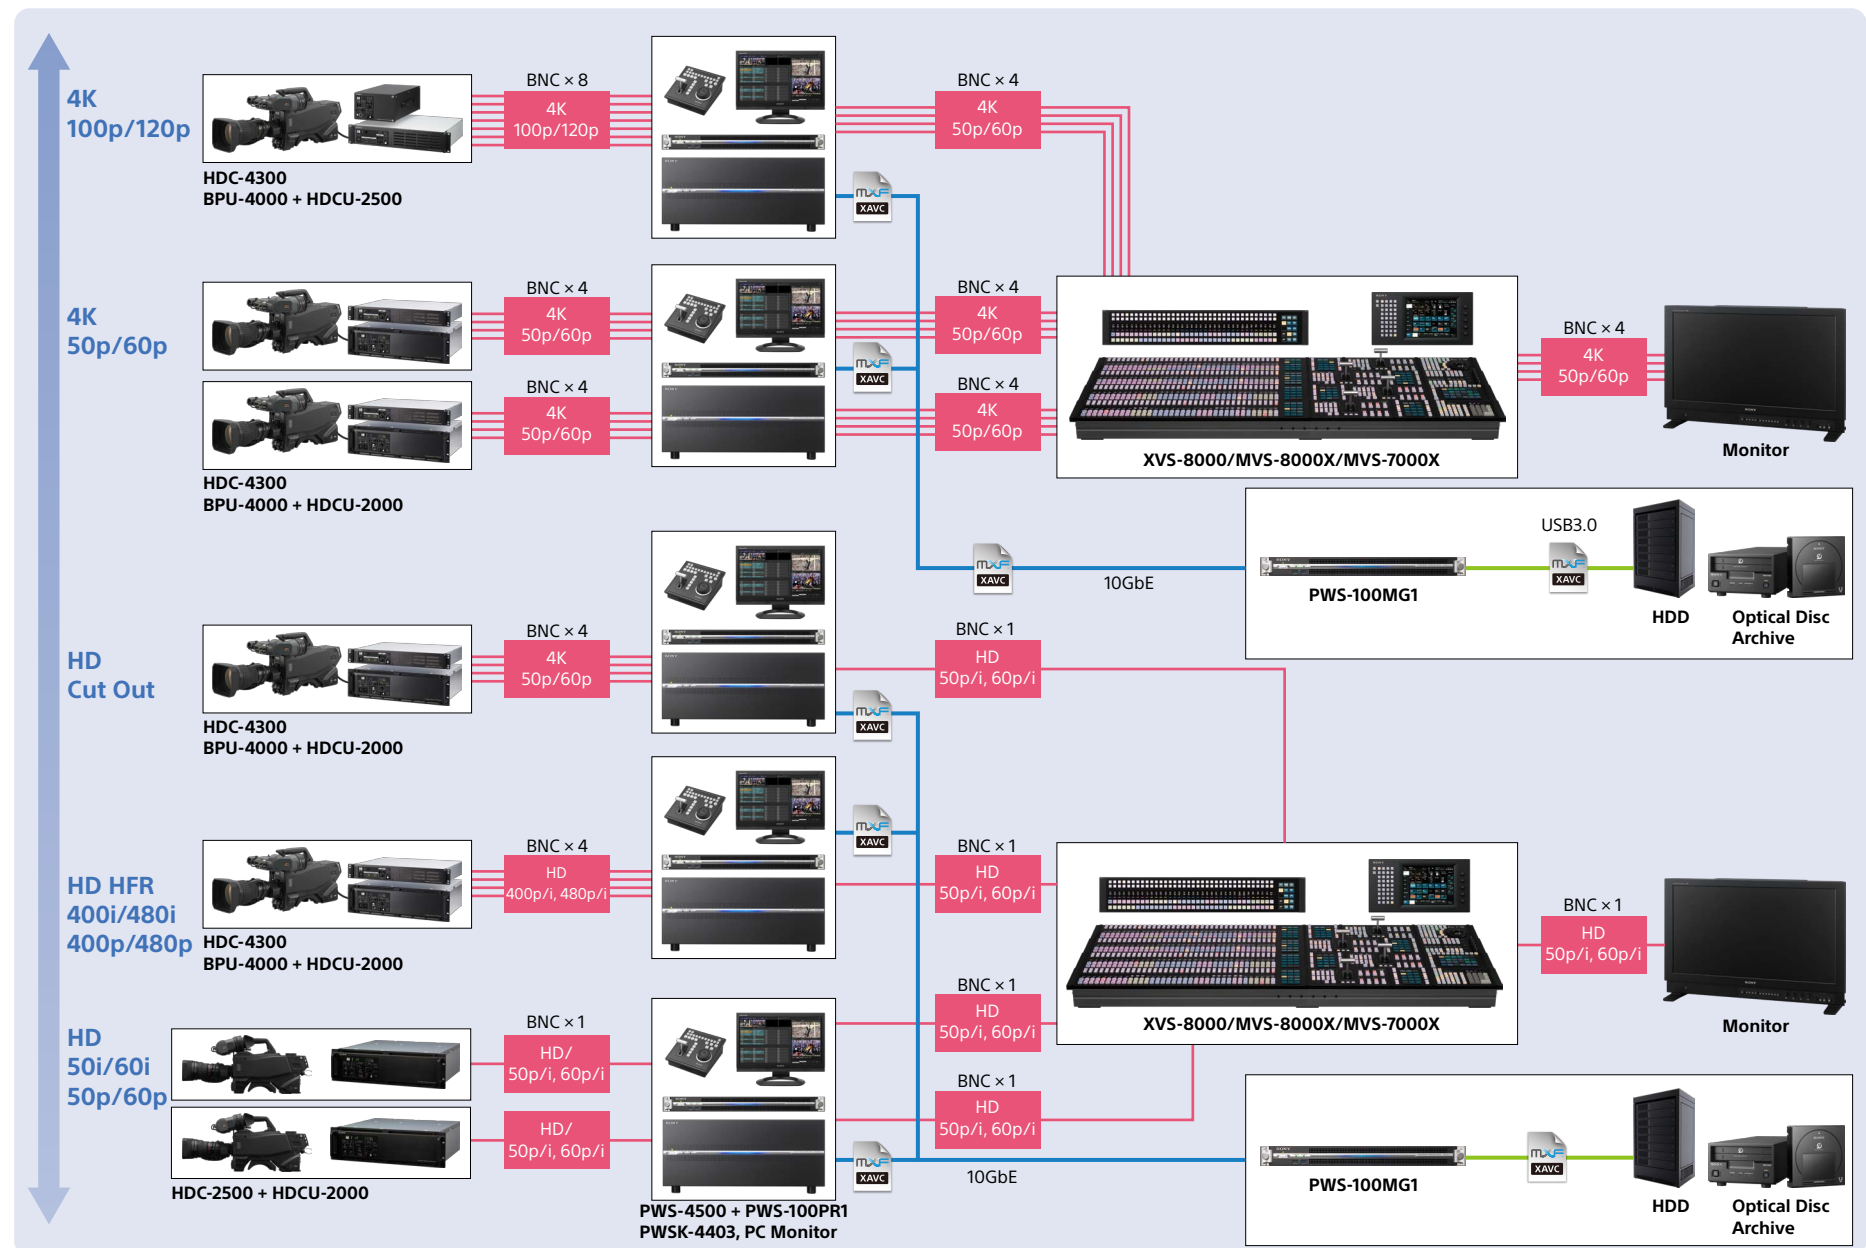 4K
100p/120p
BNC × 8
4K
100p/120p
BNC × 4
4K
50p/60p
HDC-4300
BPU-4000 + HDCU-2500
mxf
XAVC
4K
50p/60p
BNC × 4
4K
50p/60p
BNC × 4
4K
50p/60p
BNC × 4
4K
50p/60p
mxf
XAVC
BNC × 4
4K
50p/60p
BNC × 4
4K
50p/60p
HDC-4300
BPU-4000 + HDCU-2000
XVS-8000/MVS-8000X/MVS-7000X
Monitor
mxf
XAVC
10GbE
USB3.0
mxf
XAVC
PWS-100MG1
HDD
Optical Disc
Archive
HD
Cut Out
BNC × 4
4K
50p/60p
BNC × 1
HD
50p/i, 60p/i
HDC-4300
BPU-4000 + HDCU-2000
mxf
XAVC
HD HFR
400i/480i
400p/480p
BNC × 4
HD
400p/i, 480p/i
mxf
XAVC
BNC × 1
HD
50p/i, 60p/i
HDC-4300
BPU-4000 + HDCU-2000
BNC × 1
HD
50p/i, 60p/i
HD
50i/60i
50p/60p
BNC × 1
HD/
50p/i, 60p/i
HD/
50p/i, 60p/i
BNC × 1
HD
50p/i, 60p/i
BNC × 1
HD
50p/i, 60p/i
XVS-8000/MVS-8000X/MVS-7000X
Monitor
HDC-2500 + HDCU-2000
mxf
XAVC
10GbE
PWS-100MG1
mxf
XAVC
HDD
Optical Disc
Archive
PWS-4500 + PWS-100PR1
PWSK-4403, PC Monitor